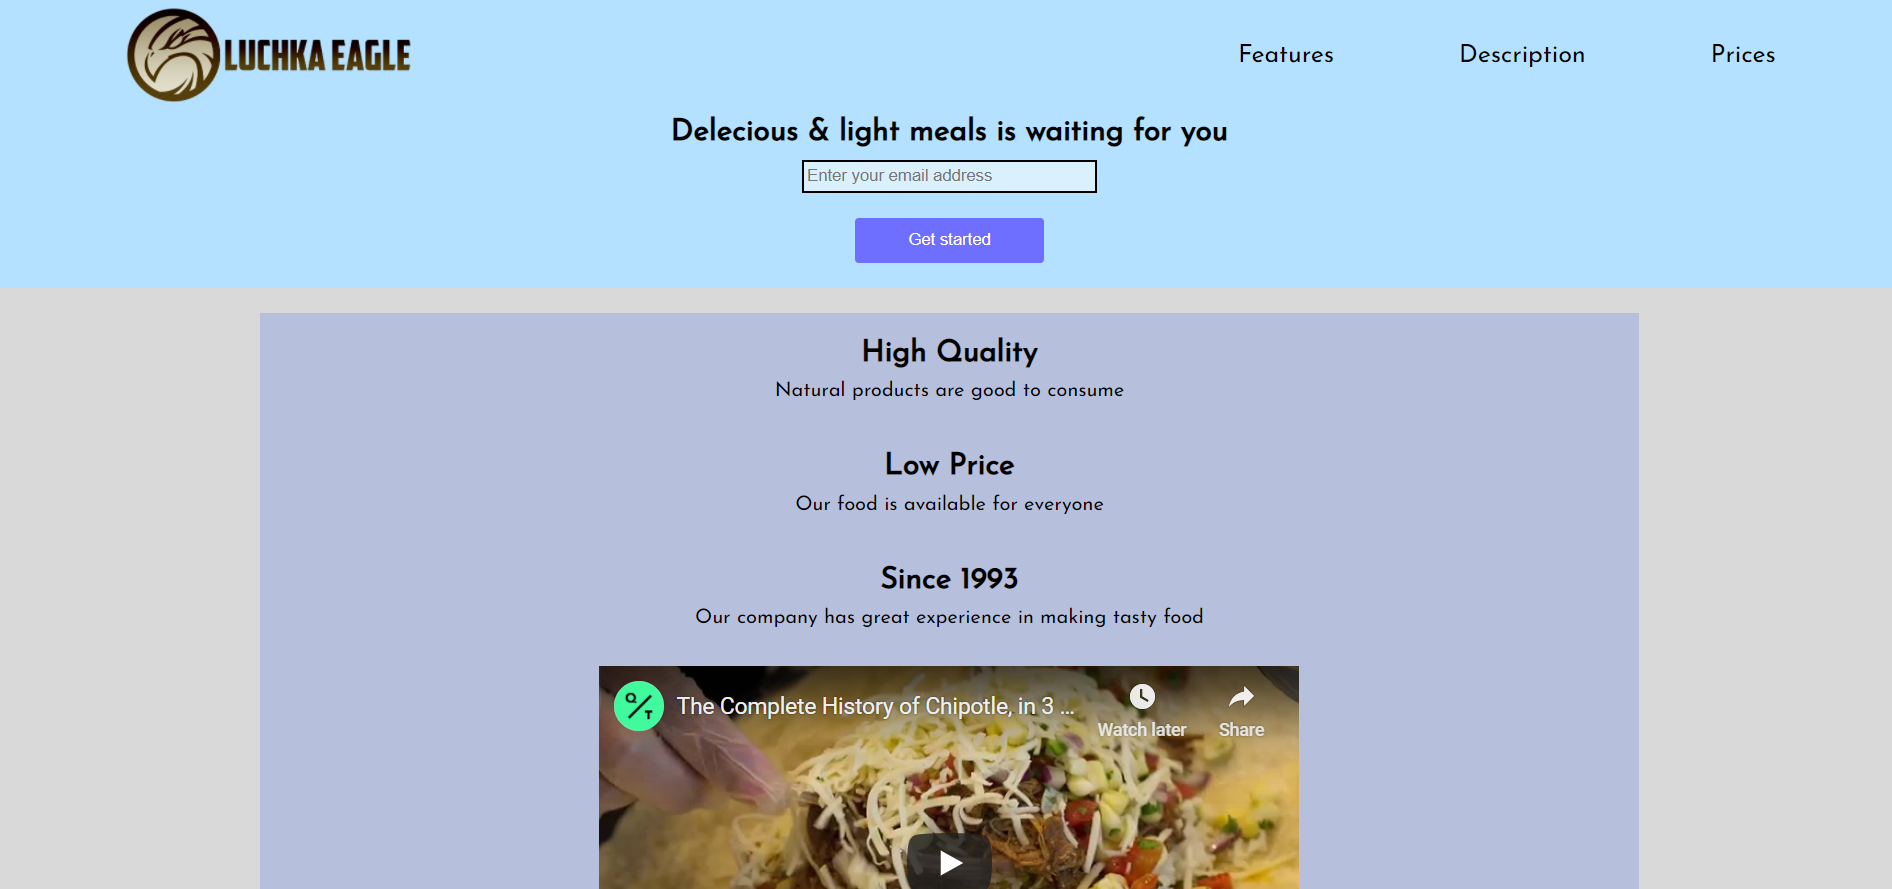 LUCHKA EAGLE
Features
Description
Prices
Delecious & light meals is waiting for you
Enter your email address
Get started
High Quality
Natural products are good to consume
Low Price
Our food is available for everyone
Since 1993
Our company has great experience in making tasty food
Q/T
The Complete History of Chipotle, in 3 ...
Watch later
Share